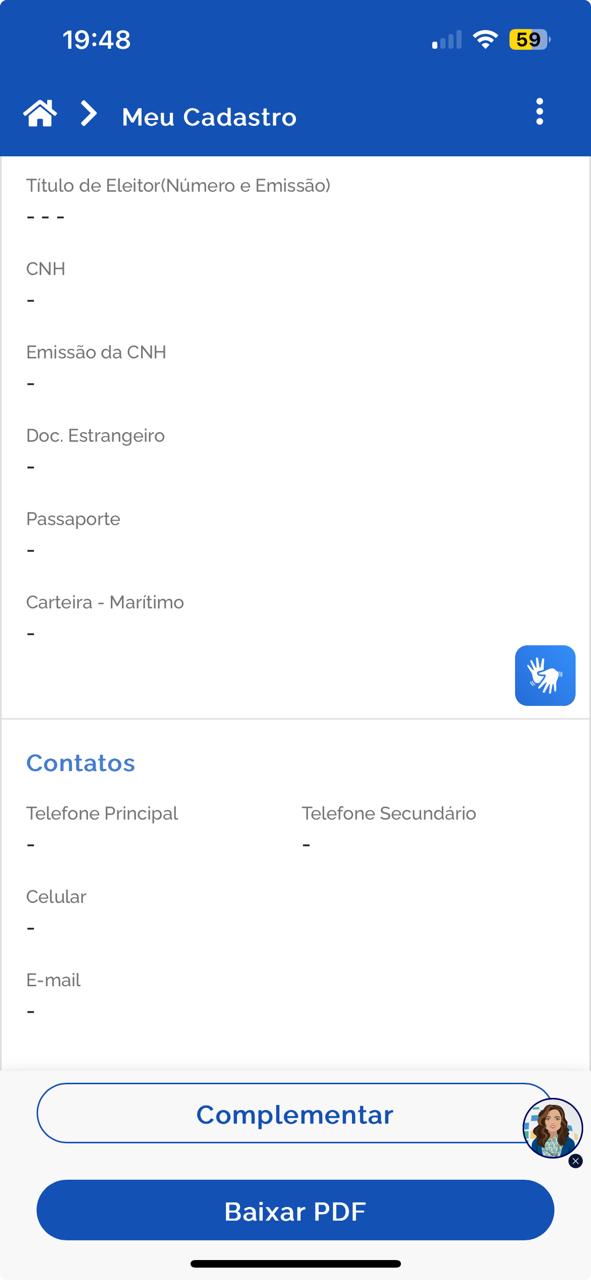 19:48
59
Meu Cadastro
Título de Eleitor(Número e Emissão)
- - -
CNH
-
Emissão da CNH
-
Doc. Estrangeiro
-
Passaporte
-
Carteira - Marítimo
-
Contatos
Telefone Principal
-
Telefone Secundário
-
Celular
-
E-mail
-
Complementar
Baixar PDF